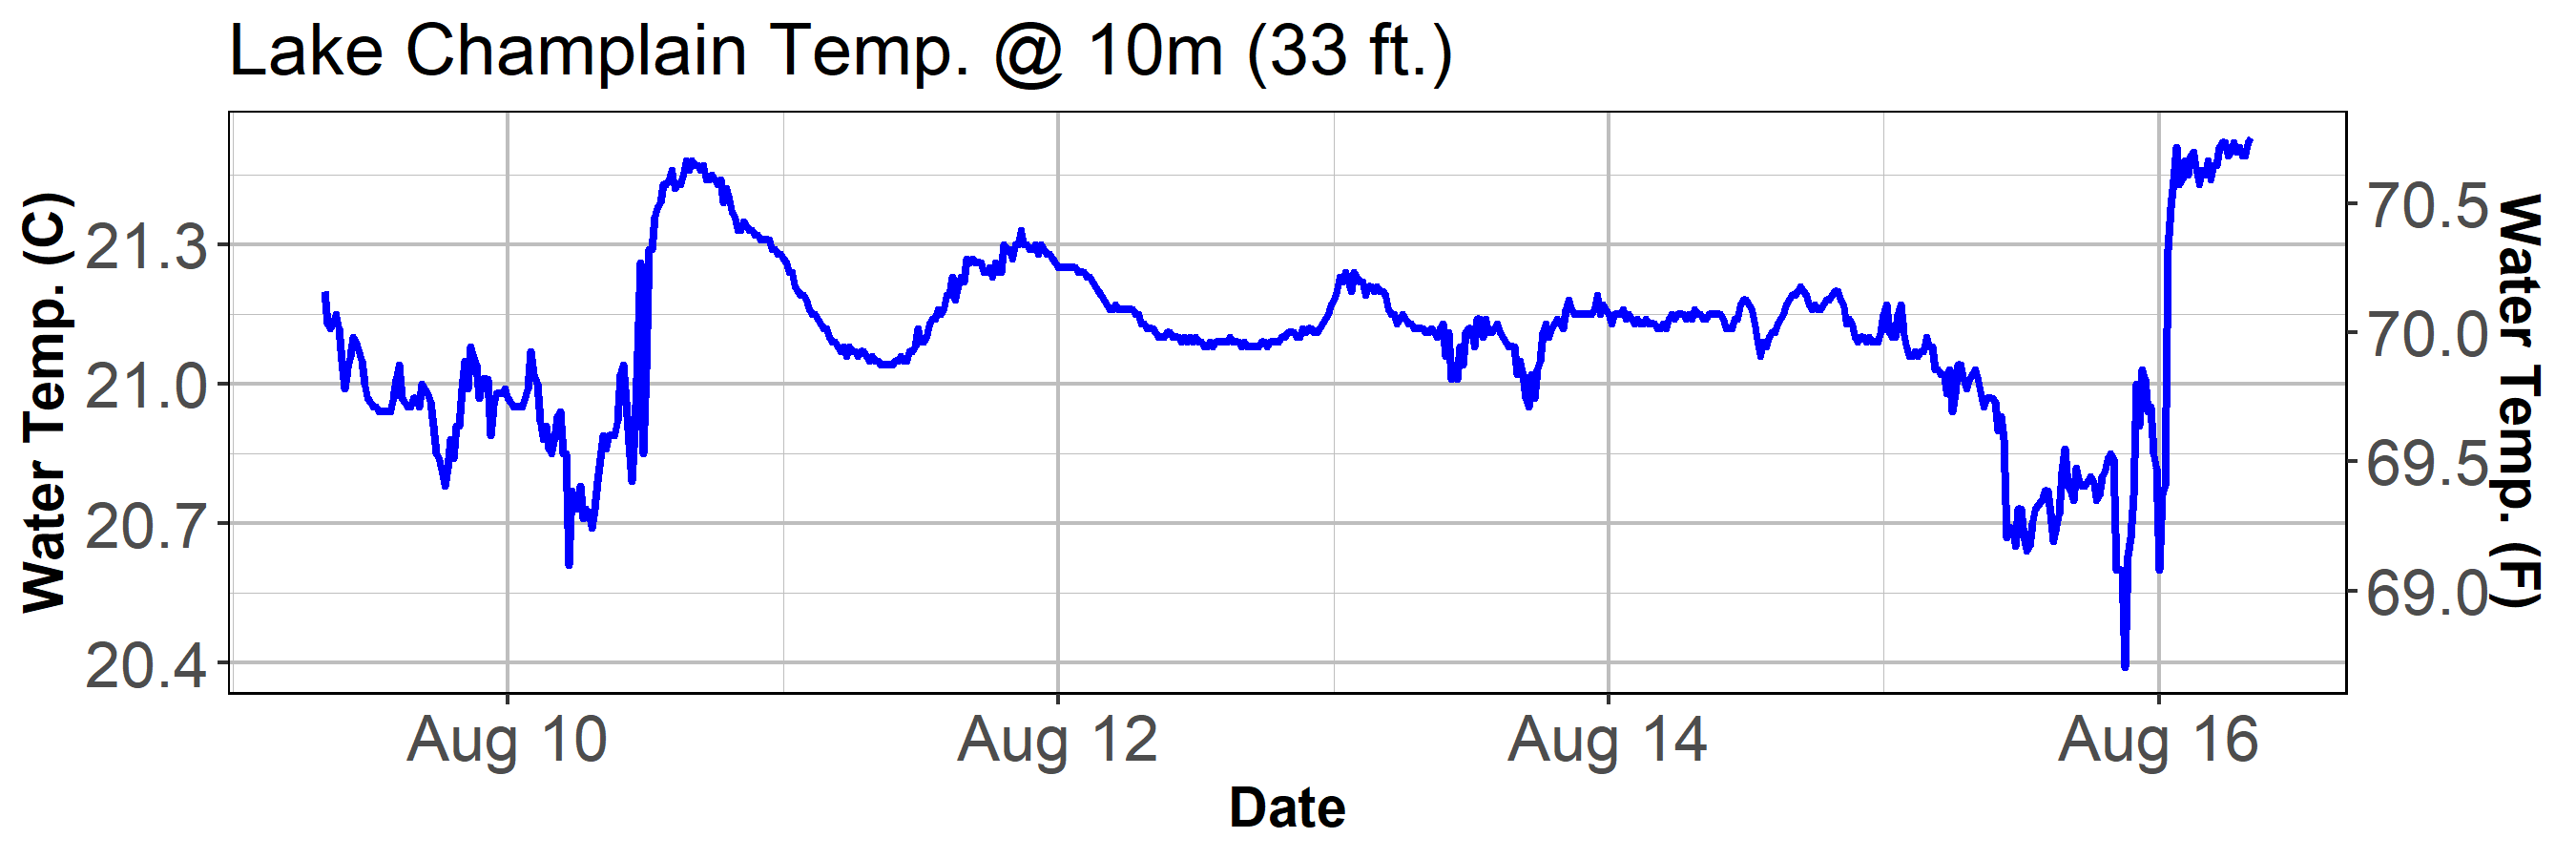 Lake Champlain Temp. @ 10m (33 ft.)
Water Temp. (C)
21.3
21.0
20.7
20.4
70.5
70.0
69.5
69.0
Water Temp. (F)
Aug 10
Aug 12
Aug 14
Aug 16
Date